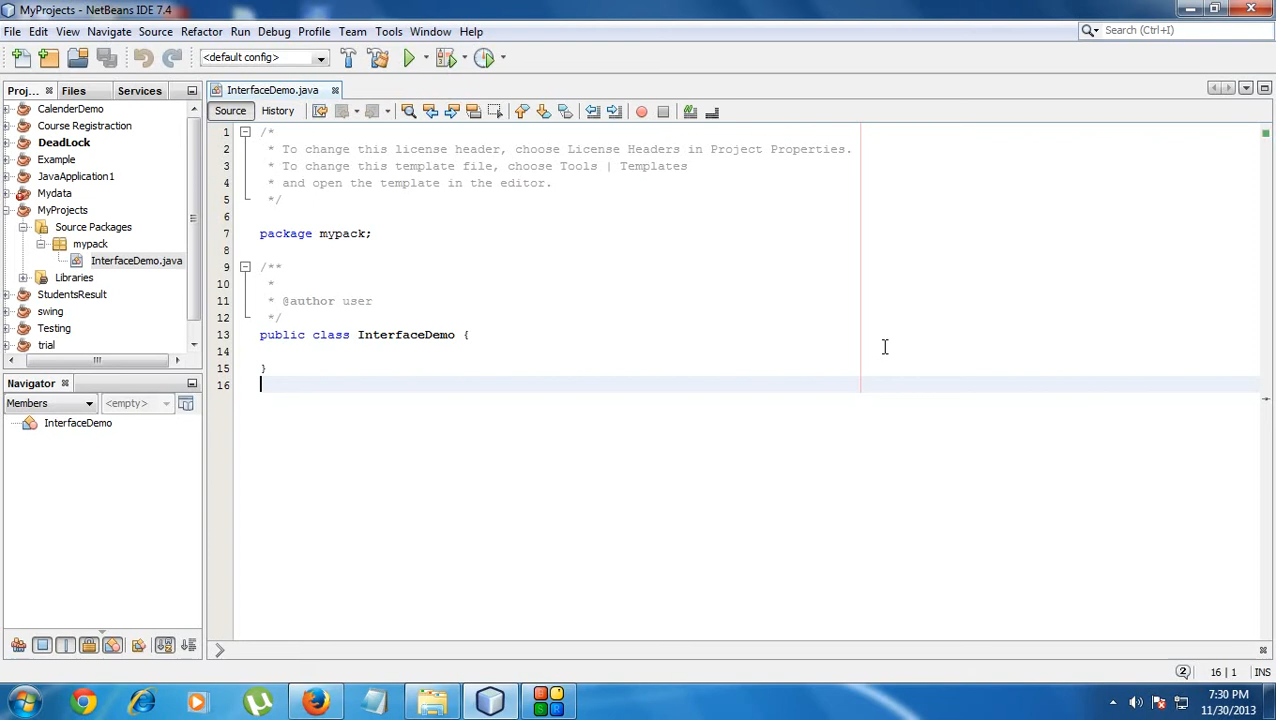 MyProjects - NetBeans IDE 7.4
File Edit View Navigate Source Refactor Run Debug Profile Team Tools Window Help
Search (Ctrl+I)
<default config>
Proj... Files Services
InterfaceDemo.java
Source History
CalenderDemo
Course Registraction
DeadLock
Example
JavaApplication1
Mydata
MyProjects
Source Packages
mypack
InterfaceDemo.java
Libraries
StudentsResult
swing
Testing
trial
1 /*
2 * To change this license header, choose License Headers in Project Properties.
3 * To change this template file, choose Tools | Templates
4 * and open the template in the editor.
5 */
6
7 package mypack;
8
9 /**
10 *
11 * @author user
12 */
13 public class InterfaceDemo {
14
15 }
16
Navigator
Members <empty>
InterfaceDemo
2 16 | 1 INS
7:30 PM
11/30/2013